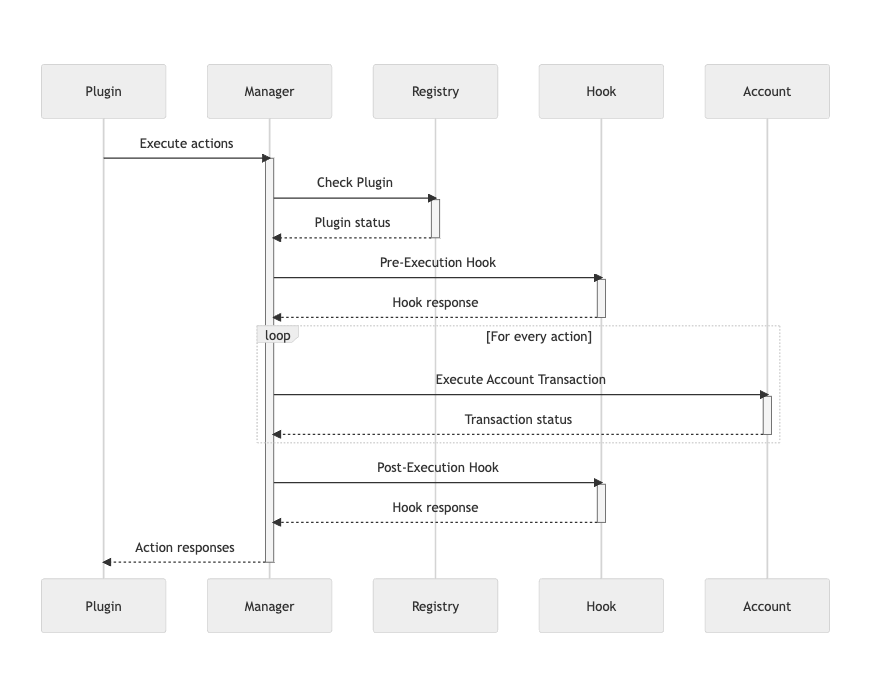 Plugin
Manager
Registry
Hook
Account
Execute actions
Check Plugin
Plugin status
Pre-Execution Hook
Hook response
loop
[For every action]
Execute Account Transaction
Transaction status
Post-Execution Hook
Hook response
Action responses
Plugin
Manager
Registry
Hook
Account